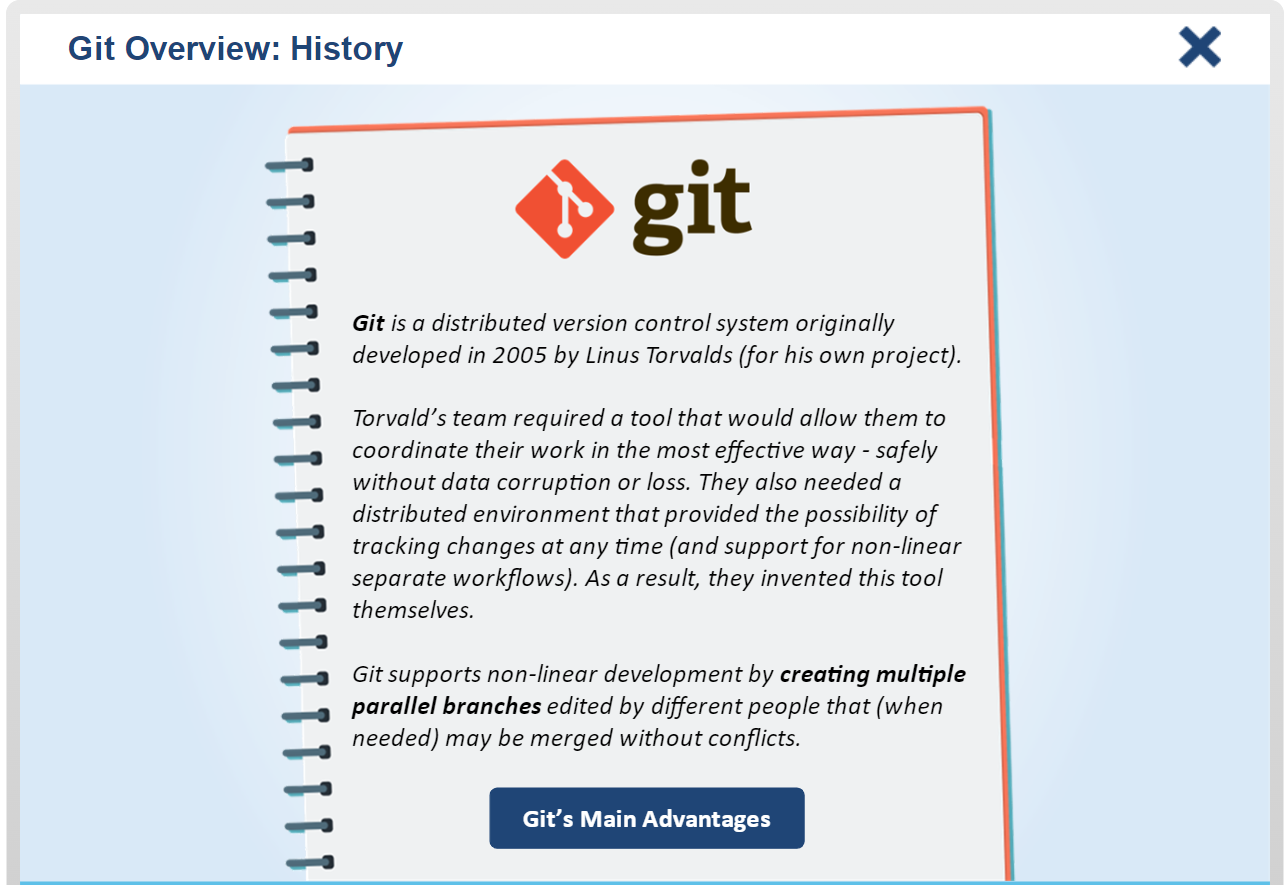 Git Overview: History
git
Git is a distributed version control system originally
developed in 2005 by Linus Torvalds (for his own project).
Torvald’s team required a tool that would allow them to
coordinate their work in the most effective way - safely
without data corruption or loss. They also needed a
distributed environment that provided the possibility of
tracking changes at any time (and support for non-linear
separate workflows). As a result, they invented this tool
themselves.
Git supports non-linear development by creating multiple
parallel branches edited by different people that (when
needed) may be merged without conflicts.
Git’s Main Advantages